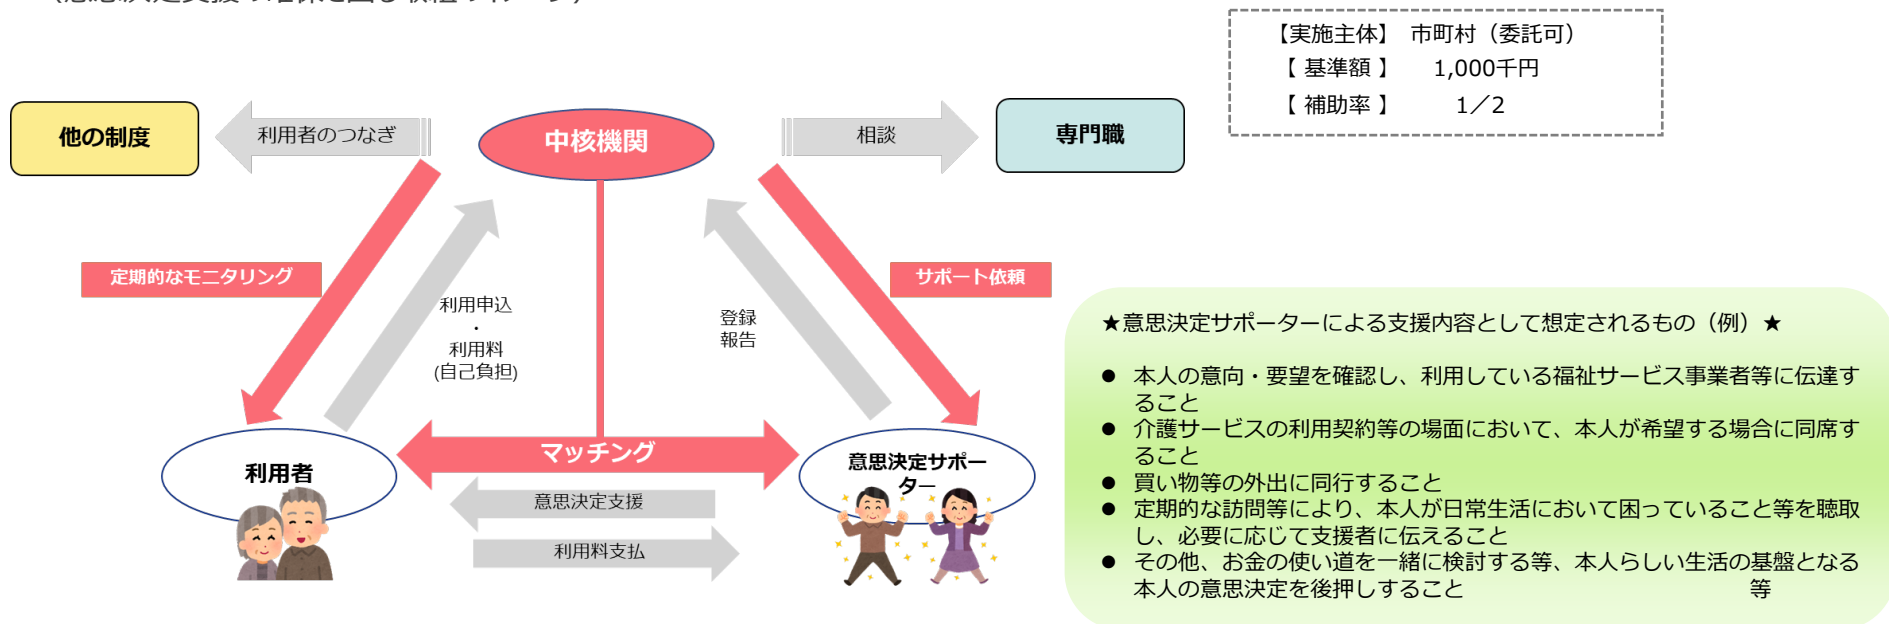 【実施主体】 市町村（委託可）
【 基準額 】 1,000千円
【 補助率 】 1／2
他の制度
利用者のつなぎ
中核機関
相談
専門職
定期的なモニタリング
サポート依頼
利用申込
・
利用料
(自己負担)
登録
報告
マッチング
利用者
意思決定サポー
ター
意思決定支援
利用料支払
★意思決定サポーターによる支援内容として想定されるもの（例）★
● 本人の意向・要望を確認し、利用している福祉サービス事業者等に伝達す
ること
● 介護サービスの利用契約等の場面において、本人が希望する場合に同席す
ること
● 買い物等の外出に同行すること
● 定期的な訪問等により、本人が日常生活において困っていること等を聴取
し、必要に応じて支援者に伝えること
● その他、お金の使い道を一緒に検討する等、本人らしい生活の基盤となる
本人の意思決定を後押しすること 等